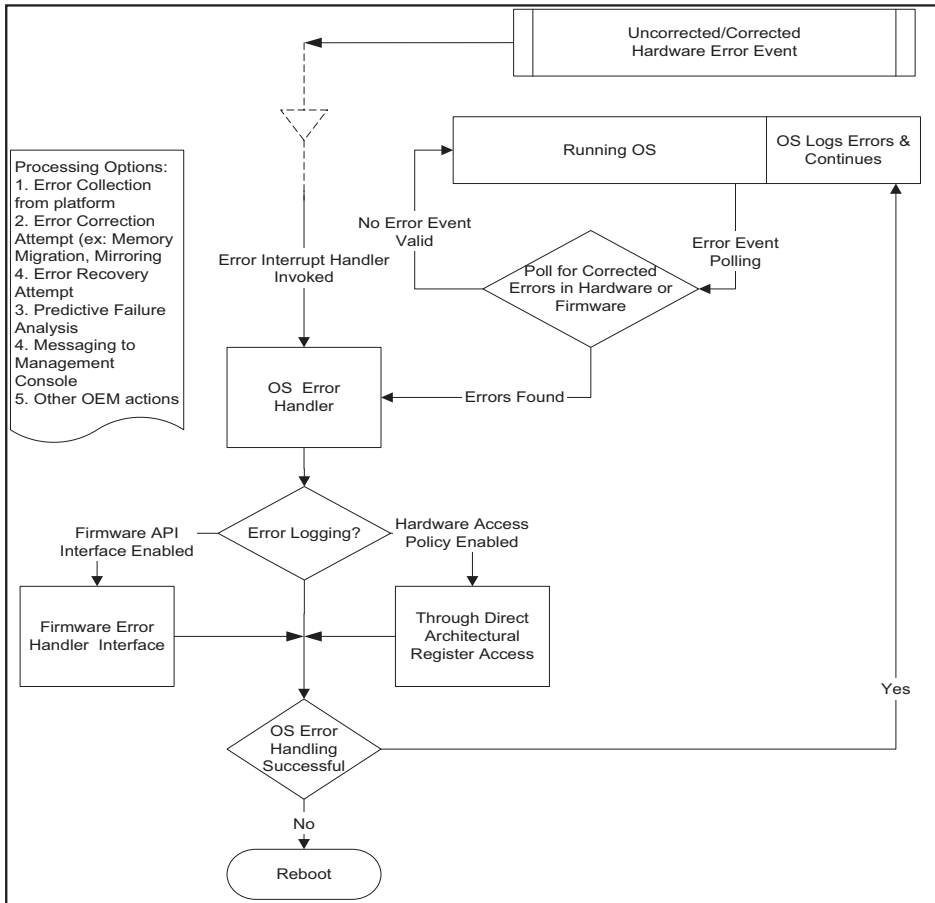 Uncorrected/Corrected
Hardware Error Event
Running OS
OS Logs Errors &
Continues
Processing Options:
1. Error Collection
from platform
2. Error Correction
Attempt (ex: Memory
Migration, Mirroring
4. Error Recovery
Attempt
3. Predictive Failure
Analysis
4. Messaging to
Management
Console
5. Other OEM actions
No Error Event
Valid
Error Event
Polling
Poll for Corrected
Errors in Hardware or
Firmware
Error Interrupt Handler
Invoked
OS Error
Handler
Errors Found
Error Logging?
Firmware API
Interface Enabled
Hardware Access
Policy Enabled
Firmware Error
Handler Interface
Through Direct
Architectural
Register Access
Yes
OS Error
Handling
Successful
No
Reboot